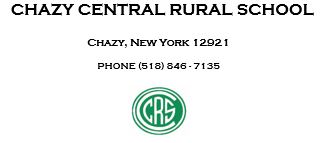 CHAZY CENTRAL RURAL SCHOOL
CHAZY, NEW YORK 12921
PHONE (518) 846 - 7135
CRS